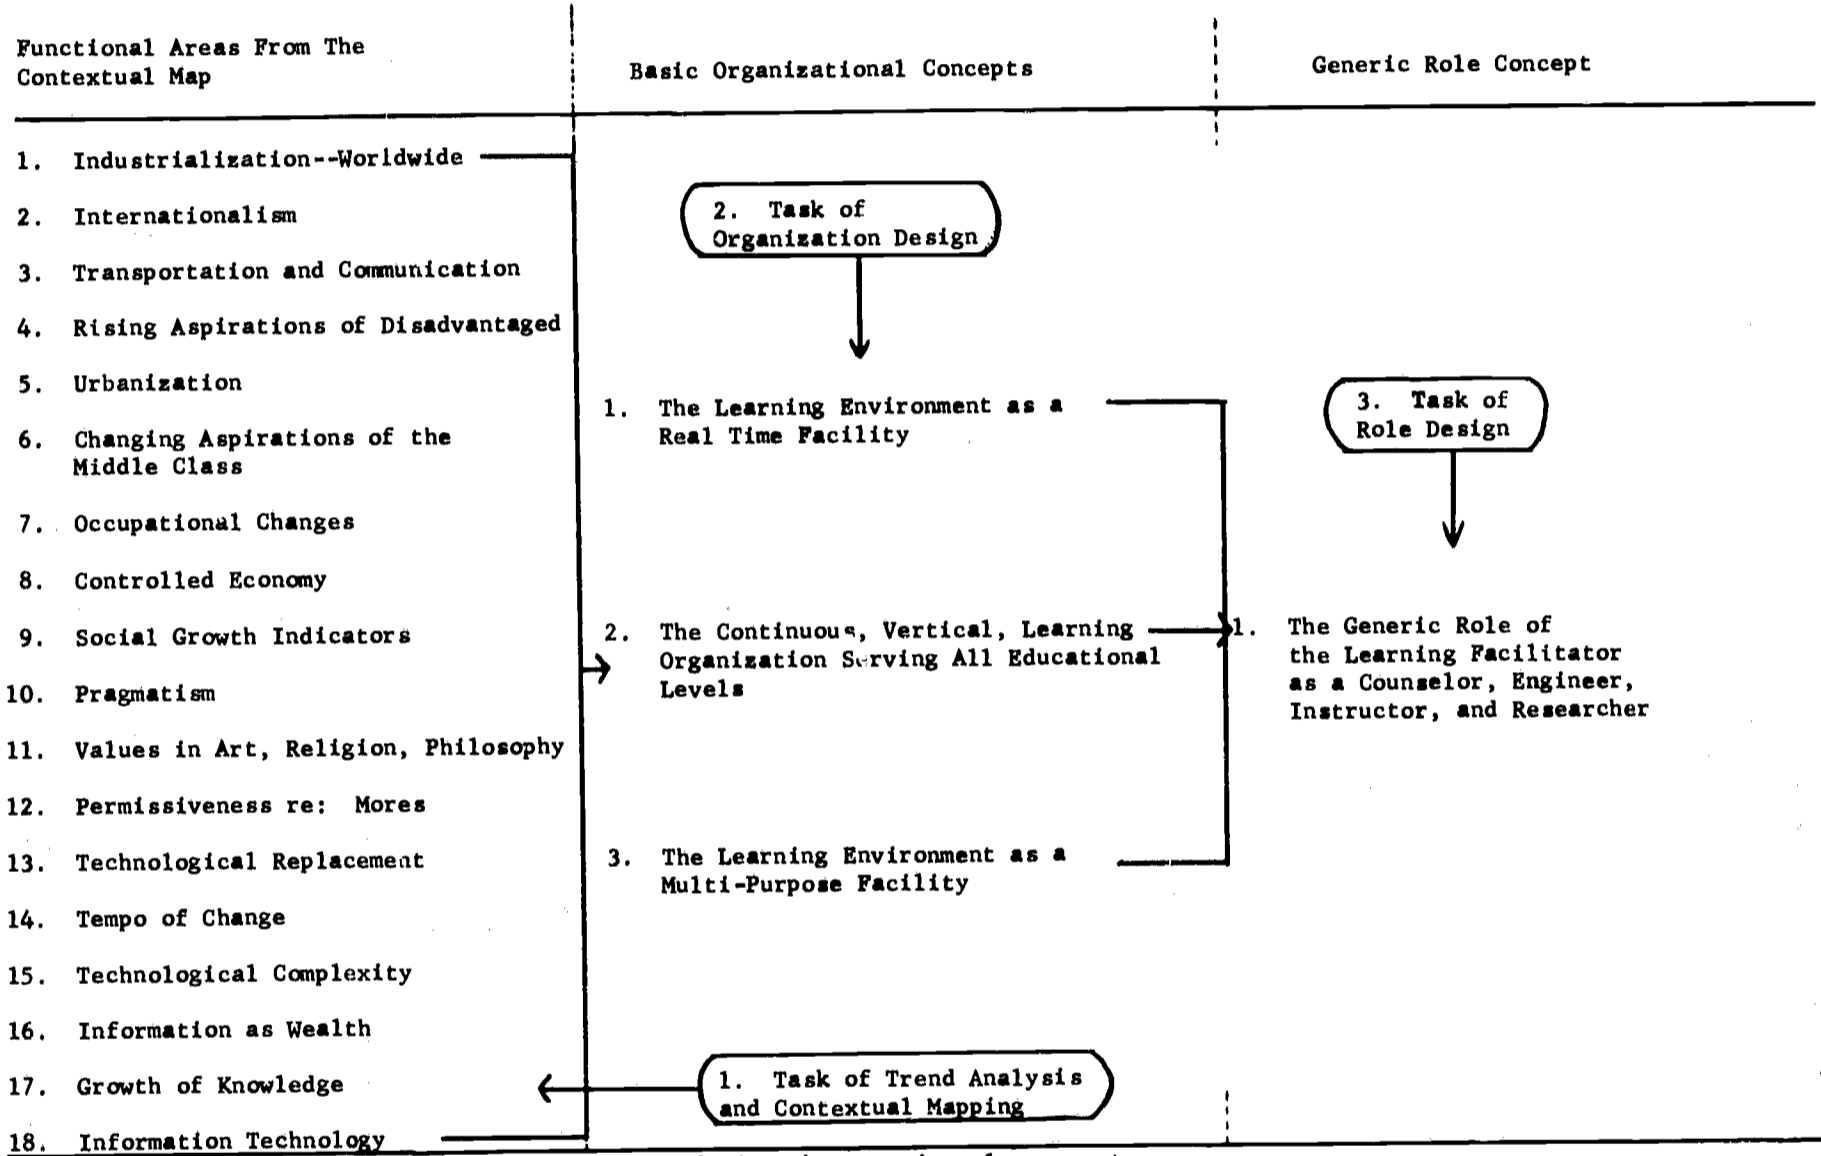 Functional Areas From The
Contextual Map
Basic Organizational Concepts
Generic Role Concept
1. Industrialization--Worldwide
2. Internationalism
3. Transportation and Communication
4. Rising Aspirations of Disadvantaged
5. Urbanization
6. Changing Aspirations of the
Middle Class
7. Occupational Changes
8. Controlled Economy
9. Social Growth Indicators
10. Pragmatism
11. Values in Art, Religion, Philosophy
12. Permissiveness re: Mores
13. Technological Replacement
14. Tempo of Change
15. Technological Complexity
16. Information as Wealth
17. Growth of Knowledge
18. Information Technology
2. Task of
Organization Design
1. The Learning Environment as a
Real Time Facility
2. The Continuous, Vertical, Learning
Organization Serving All Educational
Levels
3. The Learning Environment as a
Multi-Purpose Facility
1. Task of Trend Analysis
and Contextual Mapping
3. Task of
Role Design
1. The Generic Role of
the Learning Facilitator
as a Counselor, Engineer,
Instructor, and Researcher